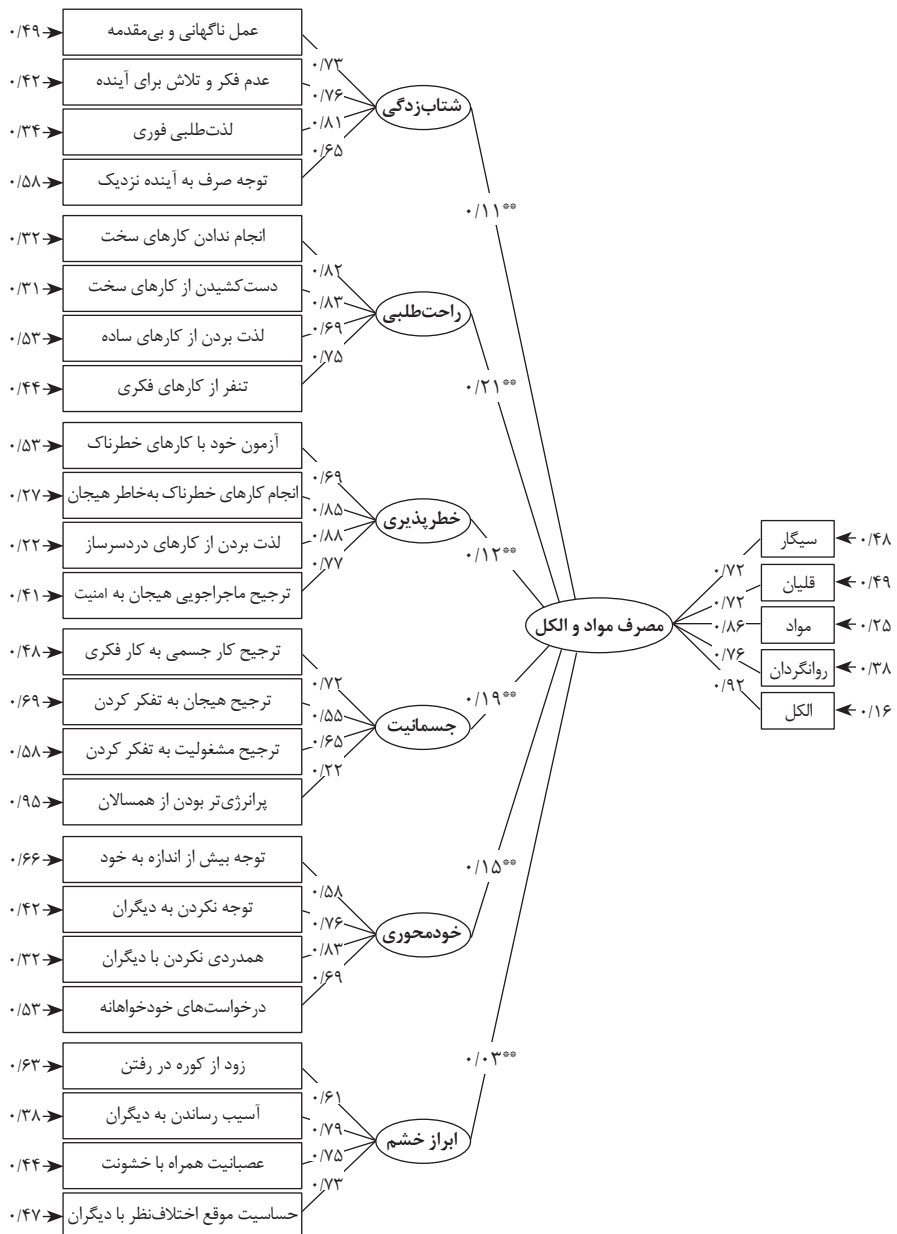 عمل ناگهانی و بی‌مقدمه
۰/۴۹
۰/۷۳
عدم فکر و تلاش برای آینده
۰/۴۲
۰/۷۶
شتاب‌زدگی
لذت‌طلبی فوری
۰/۳۴
۰/۸۱
توجه صرف به آینده نزدیک
۰/۵۸
۰/۶۵
۰/۱۱**
انجام ندادن کارهای سخت
۰/۳۲
۰/۸۲
دست‌کشیدن از کارهای سخت
۰/۳۱
۰/۸۳
راحت‌طلبی
لذت بردن از کارهای ساده
۰/۵۳
۰/۶۹
تنفر از کارهای فکری
۰/۴۴
۰/۷۵
۰/۲۱**
آزمون خود با کارهای خطرناک
۰/۵۳
۰/۶۹
انجام کارهای خطرناک به‌خاطر هیجان
۰/۲۷
۰/۸۵
خطرپذیری
لذت بردن از کارهای دردسرساز
۰/۲۲
۰/۸۸
ترجیح ماجراجویی هیجان به امنیت
۰/۴۱
۰/۷۷
۰/۱۲**
ترجیح کار جسمی به کار فکری
۰/۴۸
۰/۷۲
ترجیح هیجان به تفکر کردن
۰/۶۹
۰/۵۵
جسمانیت
ترجیح مشغولیت به تفکر کردن
۰/۵۸
۰/۶۵
پرانرژی‌تر بودن از همسالان
۰/۹۵
۰/۲۲
۰/۱۹**
توجه بیش از اندازه به خود
۰/۶۶
۰/۵۸
توجه نکردن به دیگران
۰/۴۲
۰/۷۶
خودمحوری
همدردی نکردن با دیگران
۰/۳۲
۰/۸۳
درخواست‌های خودخواهانه
۰/۵۳
۰/۶۹
۰/۱۵**
زود از کوره در رفتن
۰/۶۳
۰/۶۱
آسیب رساندن به دیگران
۰/۳۸
۰/۷۹
ابراز خشم
عصبانیت همراه با خشونت
۰/۴۴
۰/۷۵
حساسیت موقع اختلاف‌نظر با دیگران
۰/۴۷
۰/۷۳
۰/۰۳**
مصرف مواد و الکل
سیگار
۰/۴۸
۰/۷۲
قلیان
۰/۴۹
۰/۷۲
مواد
۰/۲۵
۰/۸۶
روانگردان
۰/۳۸
۰/۷۶
الکل
۰/۱۶
۰/۹۲